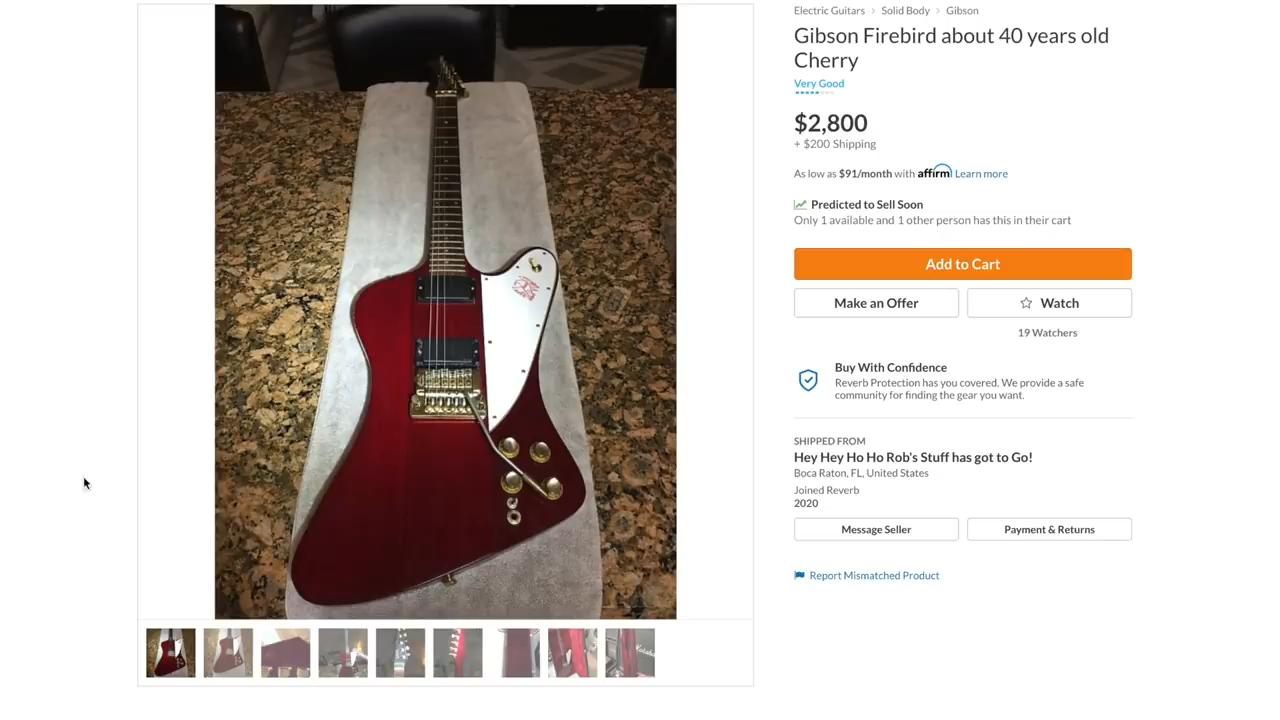 Electric Guitars > Solid Body > Gibson
Gibson Firebird about 40 years old
Cherry
Very Good
$2,800
+ $200 Shipping
As low as $91/month with affirm Learn more
Predicted to Sell Soon
Only 1 available and 1 other person has this in their cart
Add to Cart
Make an Offer
Watch
19 Watchers
Buy With Confidence
Reverb Protection has you covered. We provide a safe
community for finding the gear you want.
SHIPPED FROM
Hey Hey Ho Ho Rob's Stuff has got to Go!
Boca Raton, FL, United States
Joined Reverb
2020
Message Seller
Payment & Returns
Report Mismatched Product